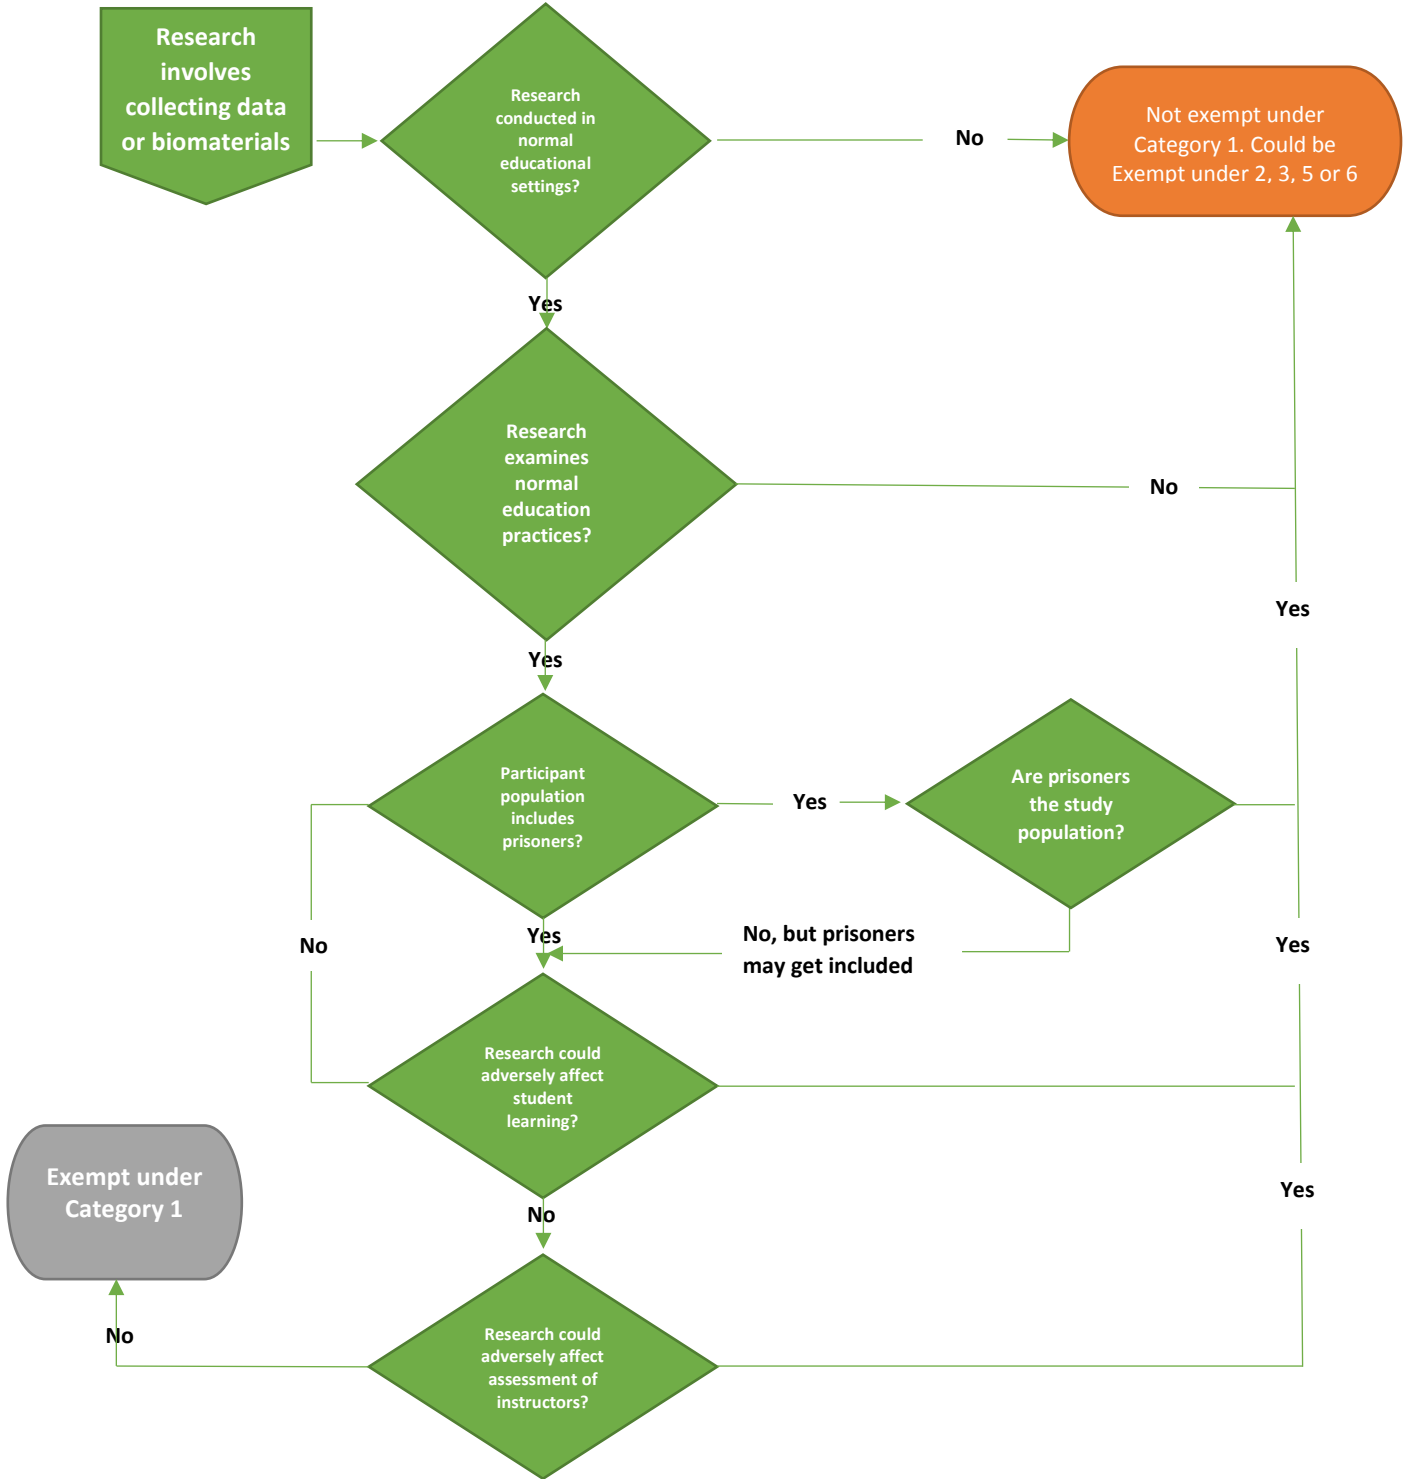 Research
involves
collecting data
or biomaterials
Research
conducted in
normal
educational
settings?
No
Not exempt under
Category 1. Could be
Exempt under 2, 3, 5 or 6
Yes
Research
examines
normal
education
practices?
No
Yes
Yes
Participant
population
includes
prisoners?
Yes
Are prisoners
the study
population?
No
Yes
No, but prisoners
may get included
Yes
Research could
adversely affect
student
learning?
Exempt under
Category 1
Yes
No
No
Research could
adversely affect
assessment of
instructors?